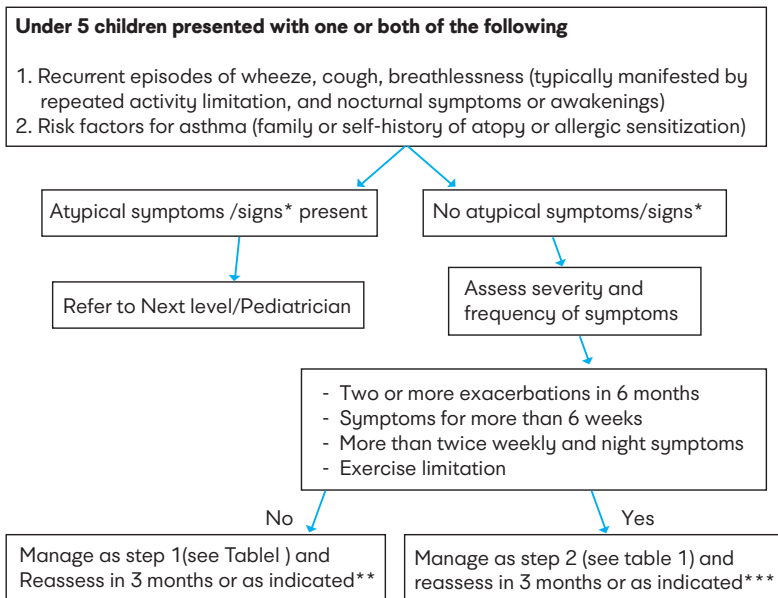 Under 5 children presented with one or both of the following
1. Recurrent episodes of wheeze, cough, breathlessness (typically manifested by
repeated activity limitation, and nocturnal symptoms or awakenings)
2. Risk factors for asthma (family or self-history of atopy or allergic sensitization)
Atypical symptoms /signs* present
No atypical symptoms/signs*
Refer to Next level/Pediatrician
Assess severity and
frequency of symptoms
- Two or more exacerbations in 6 months
- Symptoms for more than 6 weeks
- More than twice weekly and night symptoms
- Exercise limitation
No
Yes
Manage as step 1(see TableI ) and
Reassess in 3 months or as indicated**
Manage as step 2 (see table 1) and
reassess in 3 months or as indicated***